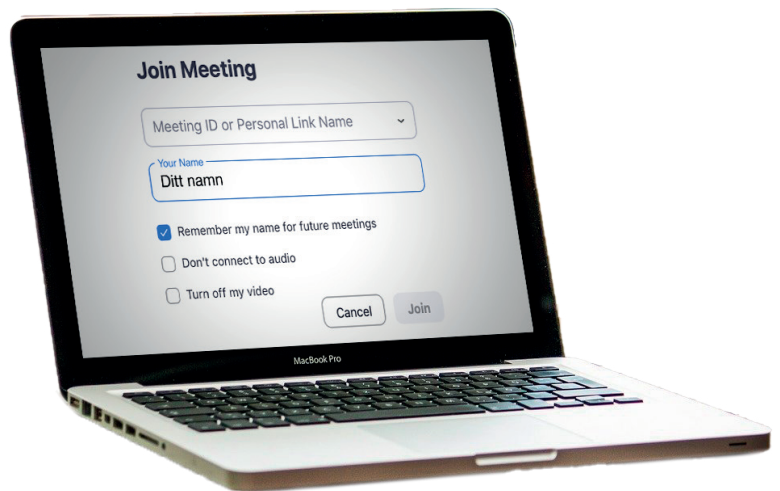 Join Meeting
Meeting ID or Personal Link Name
Your Name
Ditt namn
Remember my name for future meetings
Don't connect to audio
Turn off my video
Cancel
Join
MacBook Pro